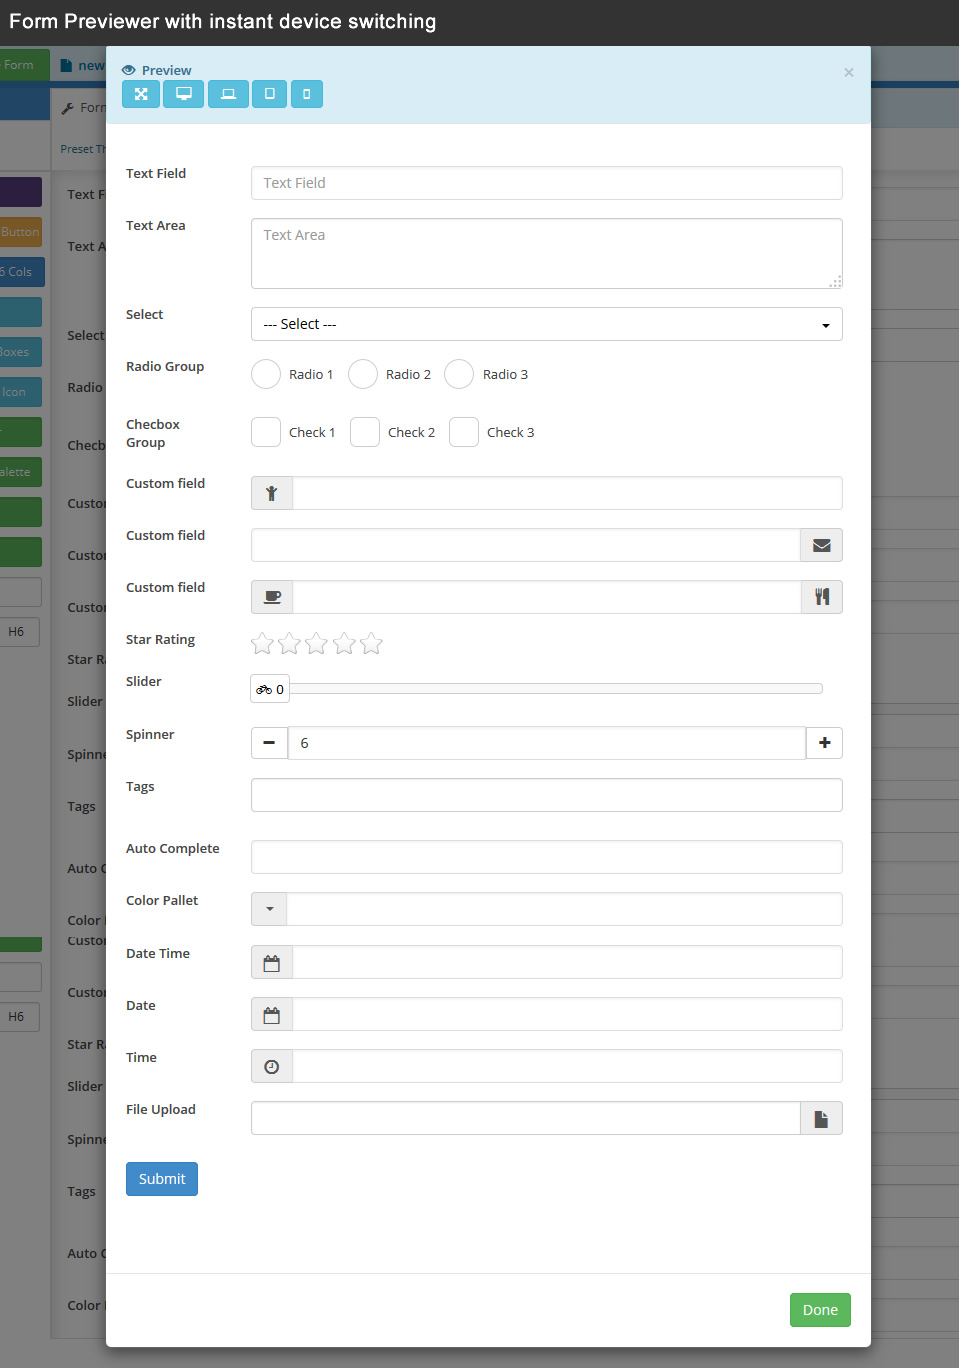 Form Previewer with instant device switching
Form
new
Preview
×
Form
Preset Th
Text Field
Text Field
Text Area
Text Area
Select
--- Select ---
Radio Group
Radio 1
Radio 2
Radio 3
Checbox
Group
Check 1
Check 2
Check 3
Custom field
Custom field
Custom field
Star Rating
Slider
0
Spinner
6
Tags
Auto Complete
Color Pallet
Date Time
Date
Time
File Upload
Submit
Done
Button
6 Cols
Boxes
Icon
alette
H6
H6
Text F
Text A
Select
Radio
Checb
Custo
Custo
Custo
Star Ra
Slider
Spinne
Tags
Auto C
Color
Custo
Custo
Star R
Slider
Spinne
Tags
Auto C
Color